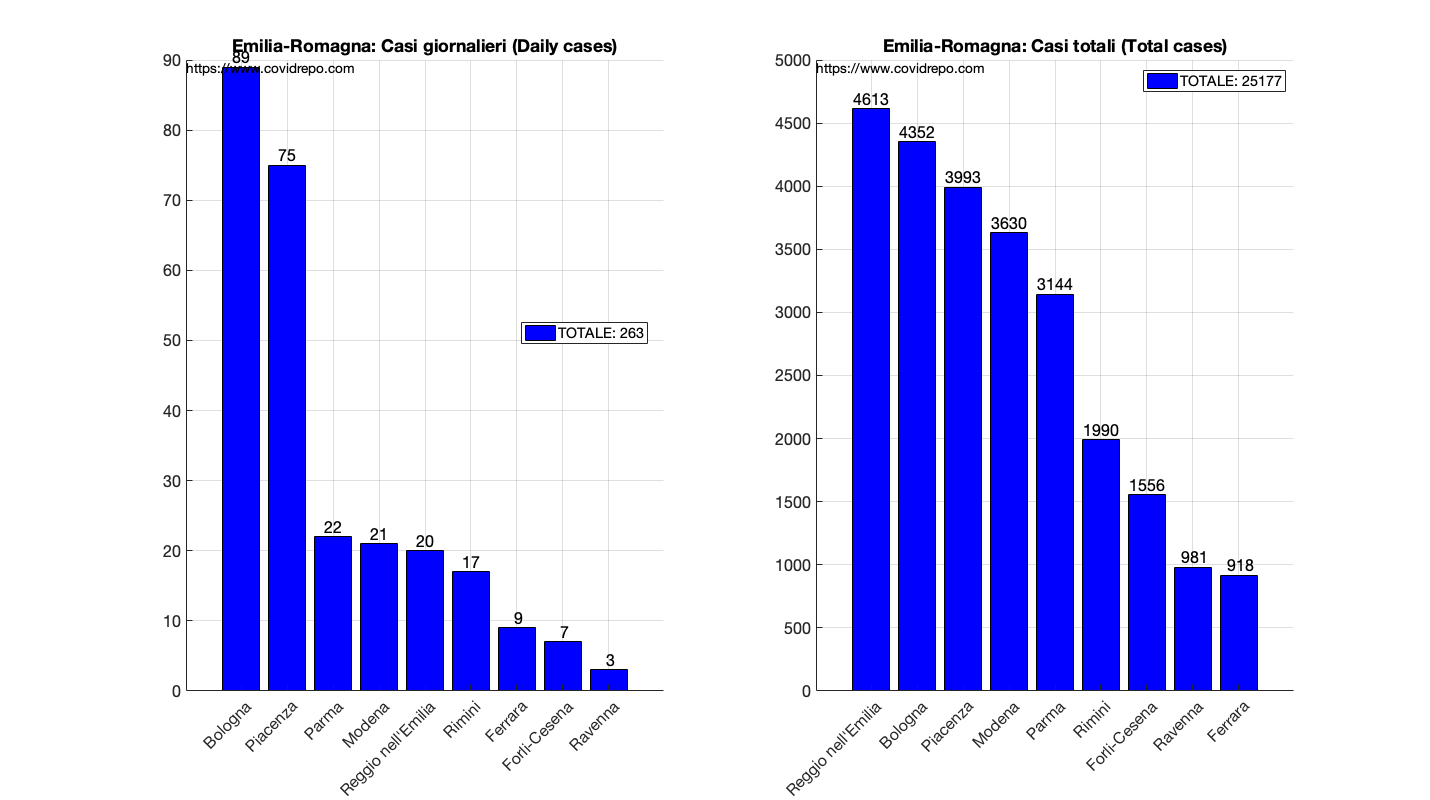 Emilia-Romagna: Casi giornalieri (Daily cases)
https://www.covidrepo.com
90
80
70
60
50
40
30
20
10
0
89
75
22
21
20
17
9
7
3
TOTALE: 263
Bologna
Piacenza
Parma
Modena
Reggio nell'Emilia
Rimini
Ferrara
Forlì-Cesena
Ravenna
Emilia-Romagna: Casi totali (Total cases)
https://www.covidrepo.com
5000
4500
4000
3500
3000
2500
2000
1500
1000
500
0
4613
4352
3993
3630
3144
1990
1556
981
918
TOTALE: 25177
Reggio nell'Emilia
Bologna
Piacenza
Modena
Parma
Rimini
Forlì-Cesena
Ravenna
Ferrara